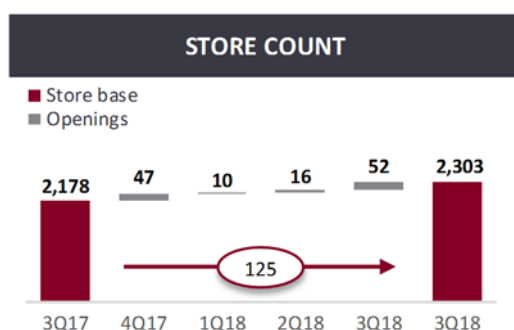 STORE COUNT
Store base
Openings
2,178 47 10 16 52 2,303
125
3Q17 4Q17 1Q18 2Q18 3Q18 3Q18